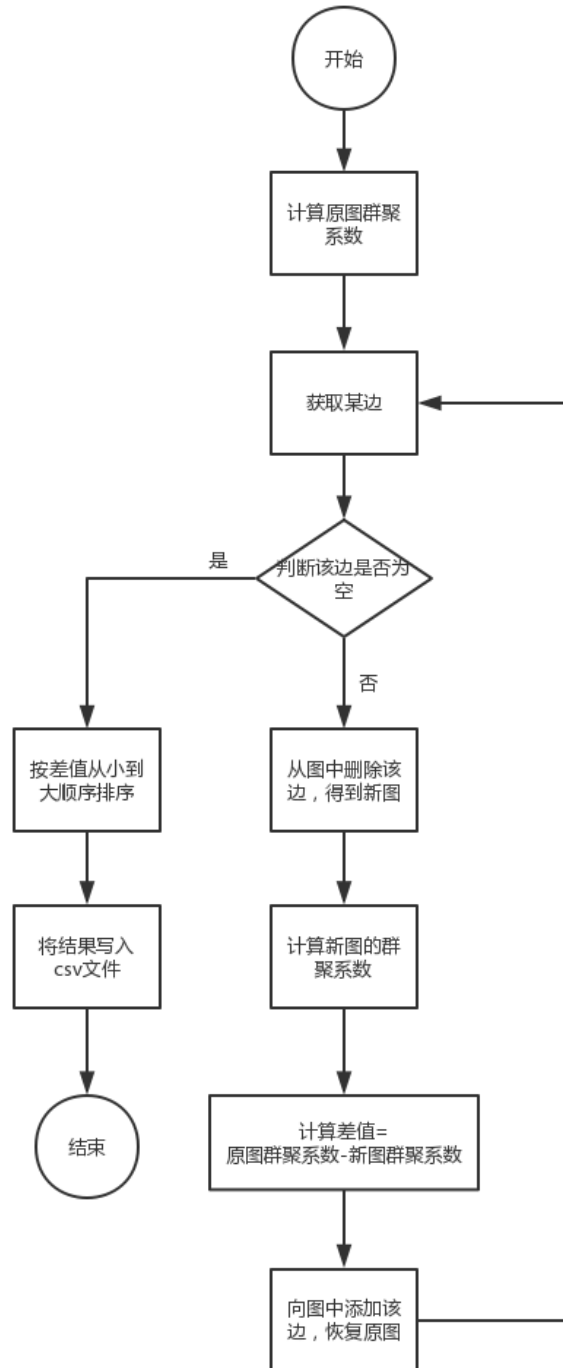 开始
计算原图群聚
系数
获取某边
判断该边是否为
空
是
否
按差值从小到
大顺序排序
从图中删除该
边，得到新图
将结果写入
csv文件
计算新图的群
聚系数
结束
计算差值=
原图群聚系数-新图群聚系数
向图中添加该
边，恢复原图